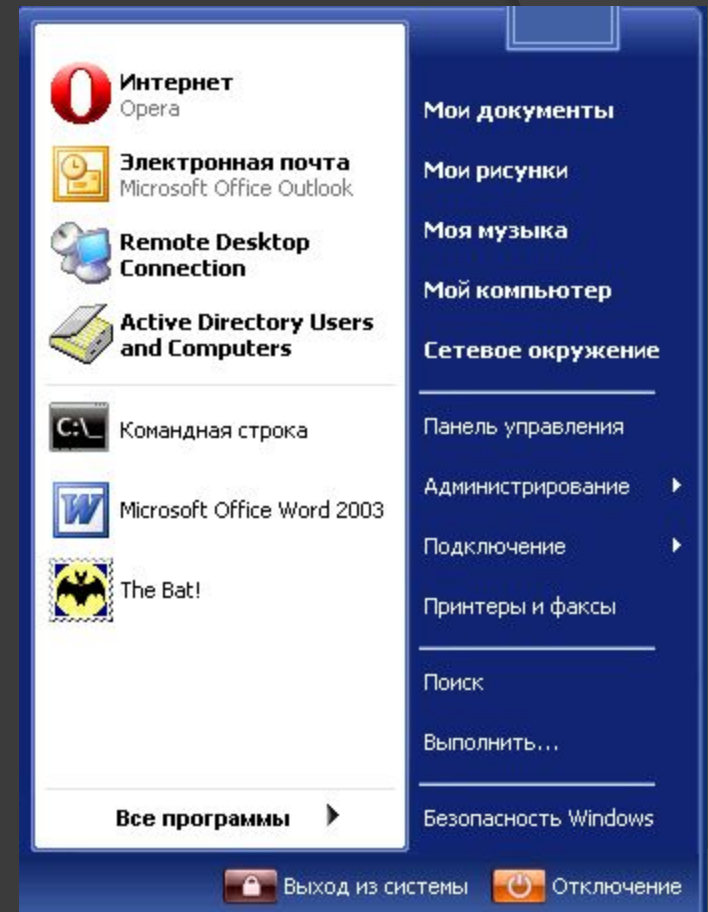 Интернет
Opera
Электронная почта
Microsoft Office Outlook
Remote Desktop
Connection
Active Directory Users
and Computers
C:\_
Командная строка
W
Microsoft Office Word 2003
The Bat!
Все программы
Мои документы
Мои рисунки
Моя музыка
Мой компьютер
Сетевое окружение
Панель управления
Администрирование
Подключение
Принтеры и факсы
Поиск
Выполнить...
Безопасность Windows
Выход из системы
Отключение